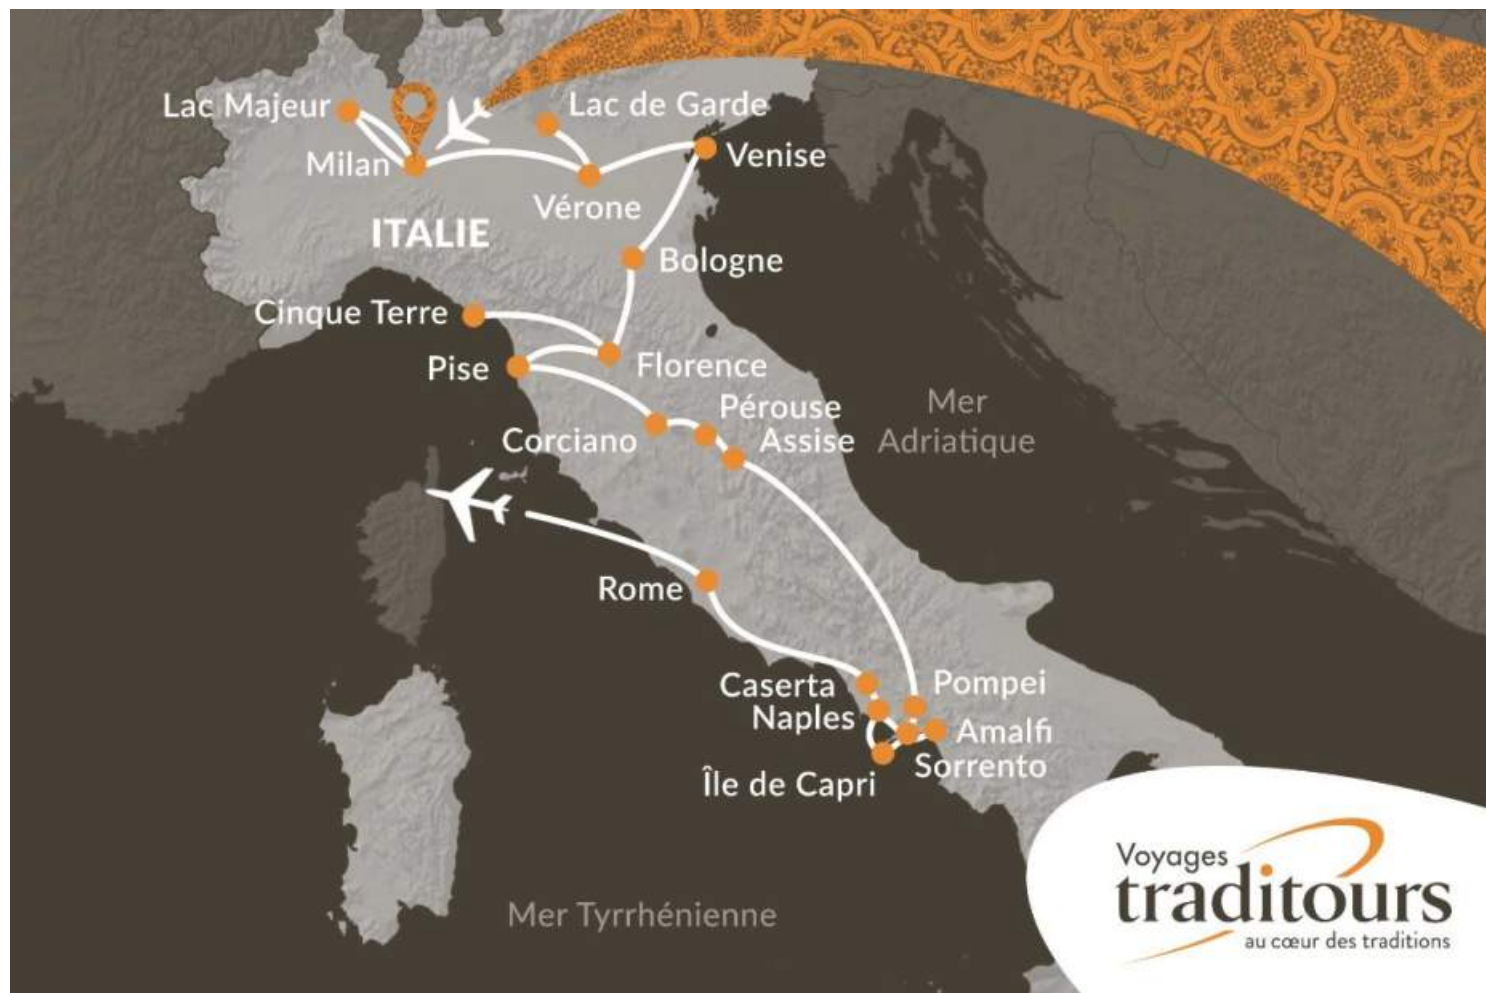 Lac Majeur
Lac de Garde
Milan
Venise
Vérone
ITALIE
Bologne
Cinque Terre
Pise
Florence
Pérouse
Assise
Corciano
Mer
Adriatique
Rome
Caserta
Naples
Pompei
Amalfi
Sorrento
Île de Capri
Mer Tyrrhénienne
Voyages
traditours
au cœur des traditions